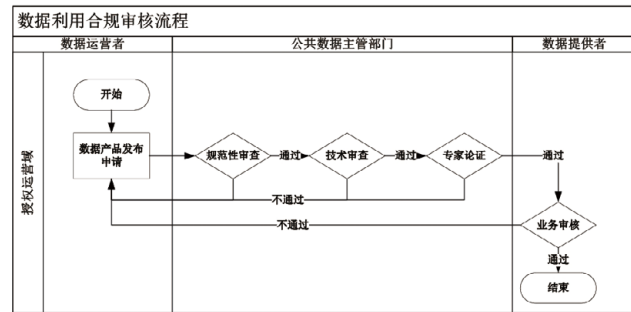 数据利用合规审核流程
数据运营者
公共数据主管部门
数据提供者
授权运营域
开始
数据产品发布
申请
规范性审查
通过
技术审查
通过
专家论证
通过
不通过
不通过
业务审核
通过
结束